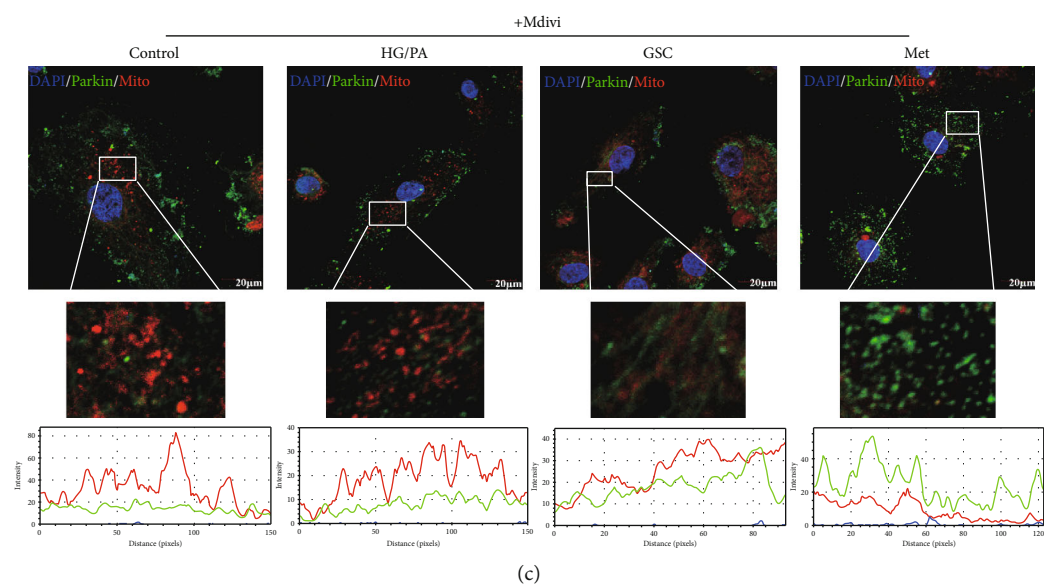 +Mdivi
Control HG/PA GSC Met
DAPI/Parkin/Mito DAPI/Parkin/Mito DAPI/Parkin/Mito DAPI/Parkin/Mito
20μm 20μm 20μm 20μm
Intensity Intensity Intensity Intensity
80 60 40 20 0
40 30 20 10 0
40 30 20 10 0
40 20 0
0 50 100 150
0 50 100 150
0 20 40 60 80
0 20 40 60 80 100 120
Distance (pixels) Distance (pixels) Distance (pixels) Distance (pixels)
(c)